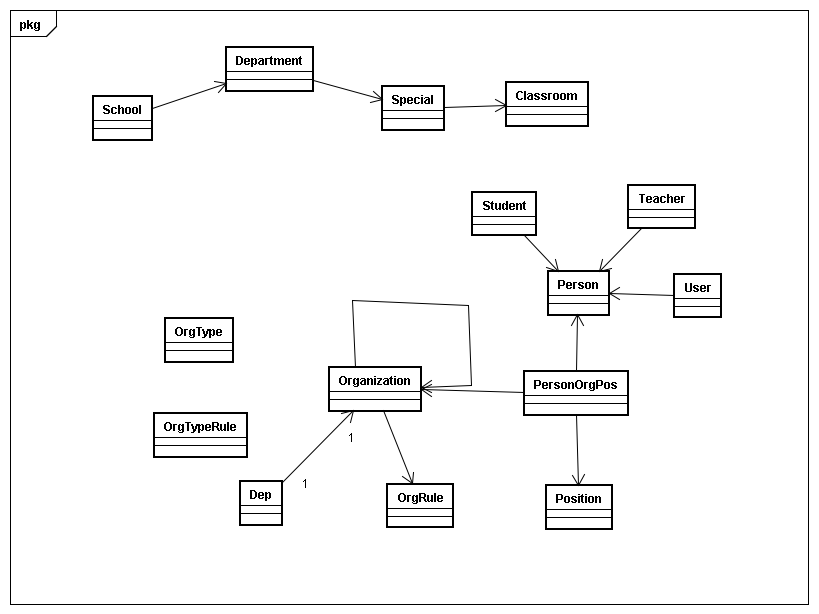 pkg
Department
School
Special
Classroom
Student
Teacher
Person
User
OrgType
Organization
PersonOrgPos
OrgTypeRule
1
1
Dep
OrgRule
Position